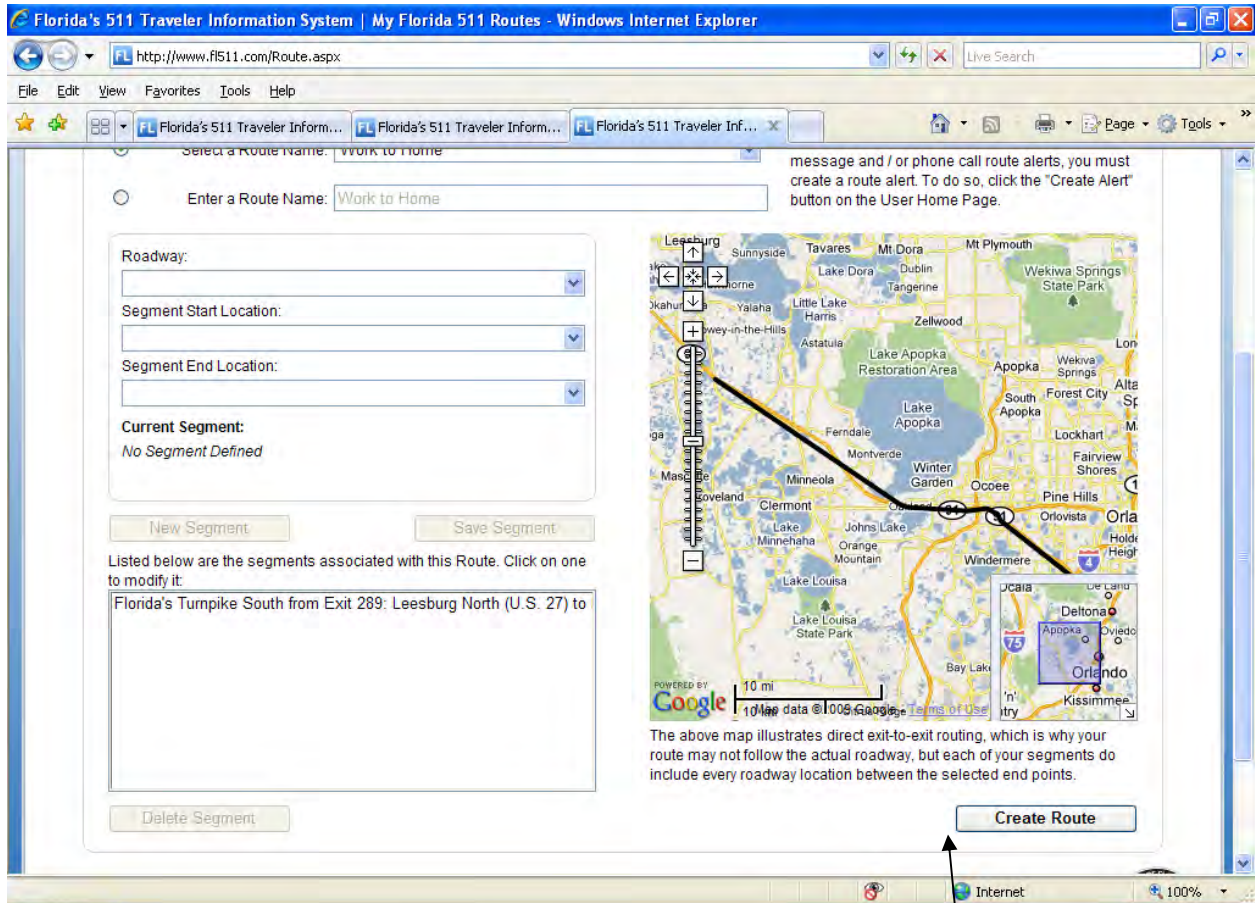 Florida's 511 Traveler Information System | My Florida 511 Routes - Windows Internet Explorer
http://www.fl511.com/Route.aspx
Live Search
File Edit View Favorites Tools Help
Florida's 511 Traveler Inform...
Florida's 511 Traveler Inform...
Florida's 511 Traveler Inf...
Page
Tools
Select a Route Name: Work to Home
Enter a Route Name: Work to Home
message and / or phone call route alerts, you must
create a route alert. To do so, click the "Create Alert"
button on the User Home Page.
Roadway:
Segment Start Location:
Segment End Location:
Current Segment:
No Segment Defined
New Segment
Save Segment
Listed below are the segments associated with this Route. Click on one
to modify it:
Florida's Turnpike South from Exit 289: Leesburg North (U.S. 27) to
Delete Segment
Leesburg
Sunnyside
Tavares
Mt Dora
Mt Plymouth
Lake Dora
Dublin
Tangerine
Wekiwa Springs
State Park
Yalaha
Little Lake
Harris
Zellwood
Astatula
Lake Apopka
Restoration Area
Apopka
Wekiva
Springs
South
Apopka
Forest City
Lake
Apopka
Ferndale
Lockhart
Montverde
Fairview
Shores
Winter
Garden
Ocoee
Minneola
Pine Hills
Clermont
Orlovista
Lake
Minnehaha
Johns Lake
Orange
Mountain
Windermere
4
Lake Louisa
Lake Louisa
State Park
Bay Lake
Deltona
75
Apopka
Oviedo
Orlando
Kissimmee
POWERED BY
Google
10 mi
Terms of Use
The above map illustrates direct exit-to-exit routing, which is why your
route may not follow the actual roadway, but each of your segments do
include every roadway location between the selected end points.
Create Route
Internet
100%